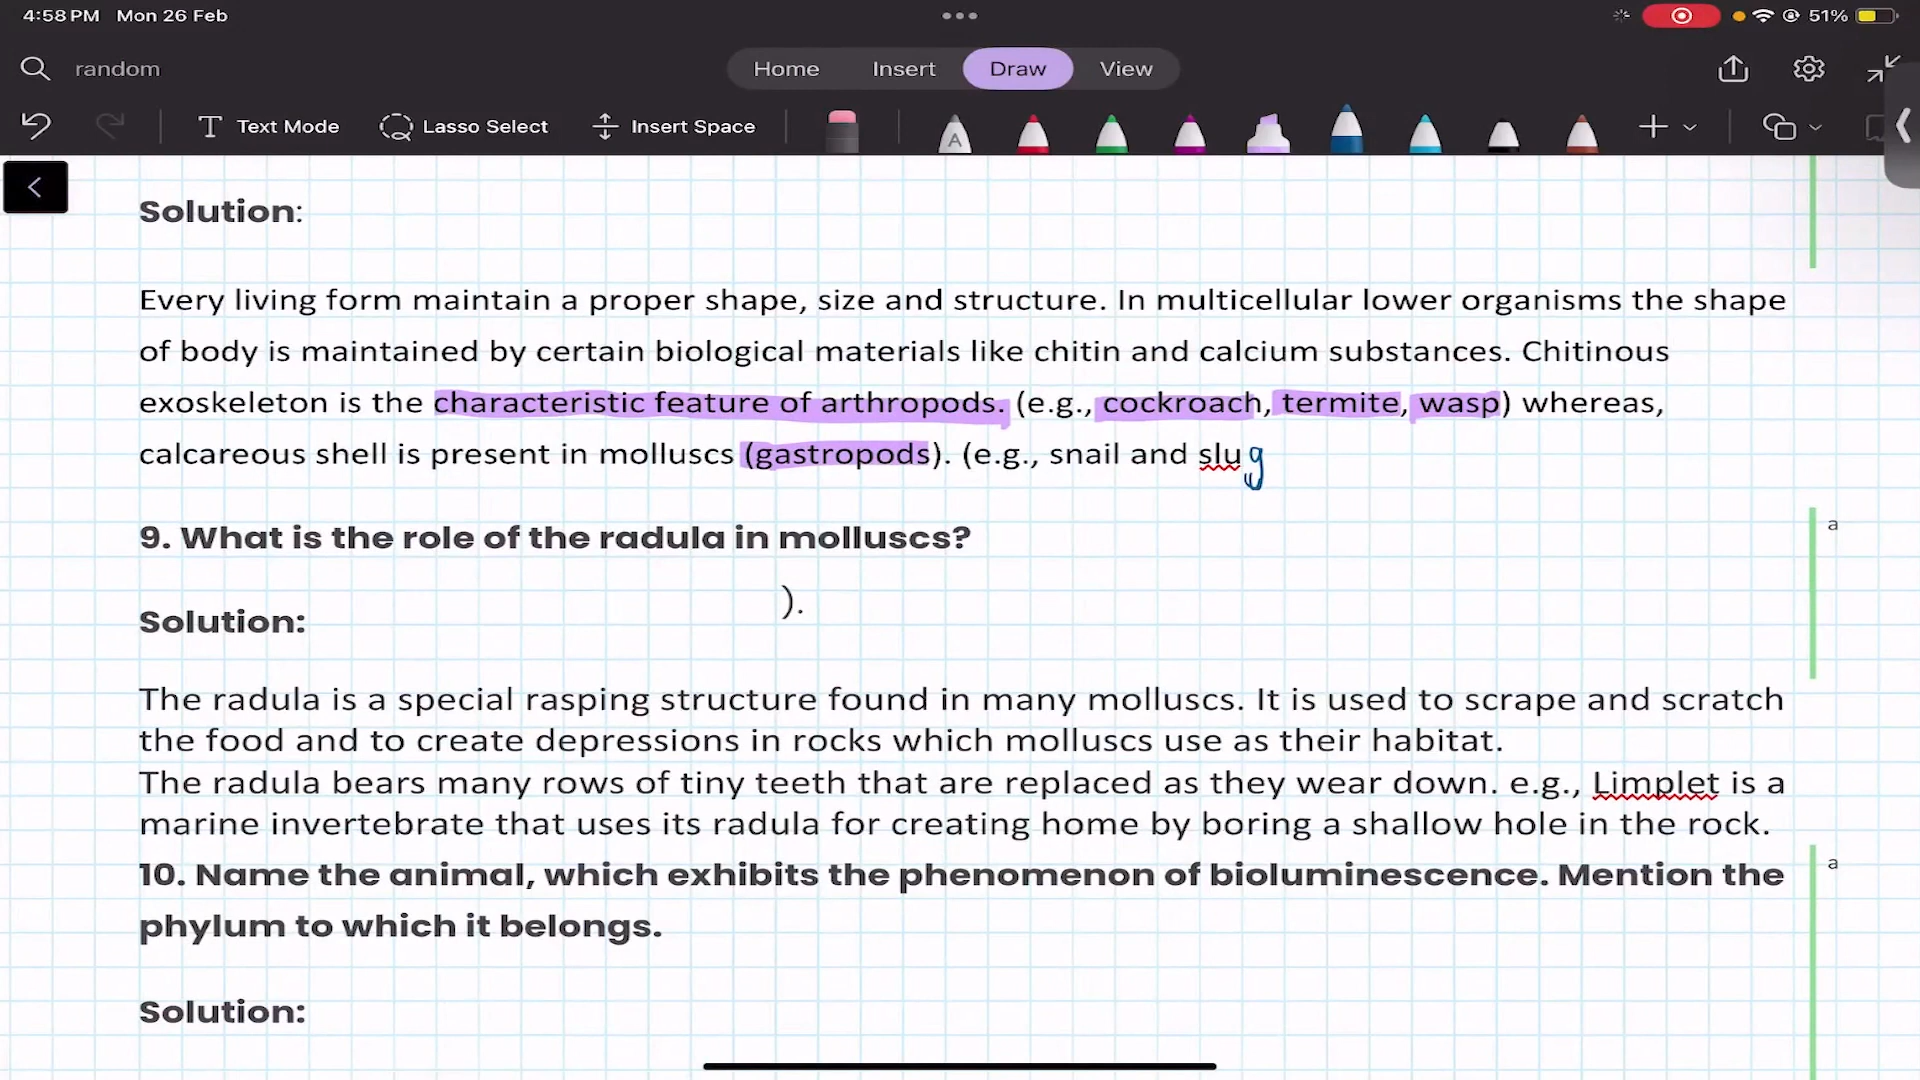 4:58 PM Mon 26 Feb
51%
random
Home Insert Draw View
Text Mode Lasso Select Insert Space
A
Solution:
Every living form maintain a proper shape, size and structure. In multicellular lower organisms the shape
of body is maintained by certain biological materials like chitin and calcium substances. Chitinous
exoskeleton is the characteristic feature of arthropods. (e.g., cockroach, termite, wasp) whereas,
calcareous shell is present in molluscs (gastropods). (e.g., snail and slug
a
9. What is the role of the radula in molluscs?
).
Solution:
The radula is a special rasping structure found in many molluscs. It is used to scrape and scratch
the food and to create depressions in rocks which molluscs use as their habitat.
The radula bears many rows of tiny teeth that are replaced as they wear down. e.g., Limplet is a
marine invertebrate that uses its radula for creating home by boring a shallow hole in the rock.
a
10. Name the animal, which exhibits the phenomenon of bioluminescence. Mention the
phylum to which it belongs.
Solution: